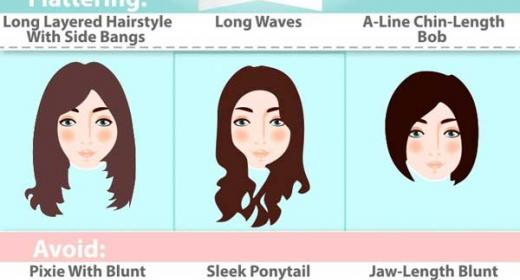 Flattering:
Long Layered Hairstyle
With Side Bangs
Long Waves
A-Line Chin-Length
Bob
Avoid:
Pixie With Blunt
Sleek Ponytail
Jaw-Length Blunt